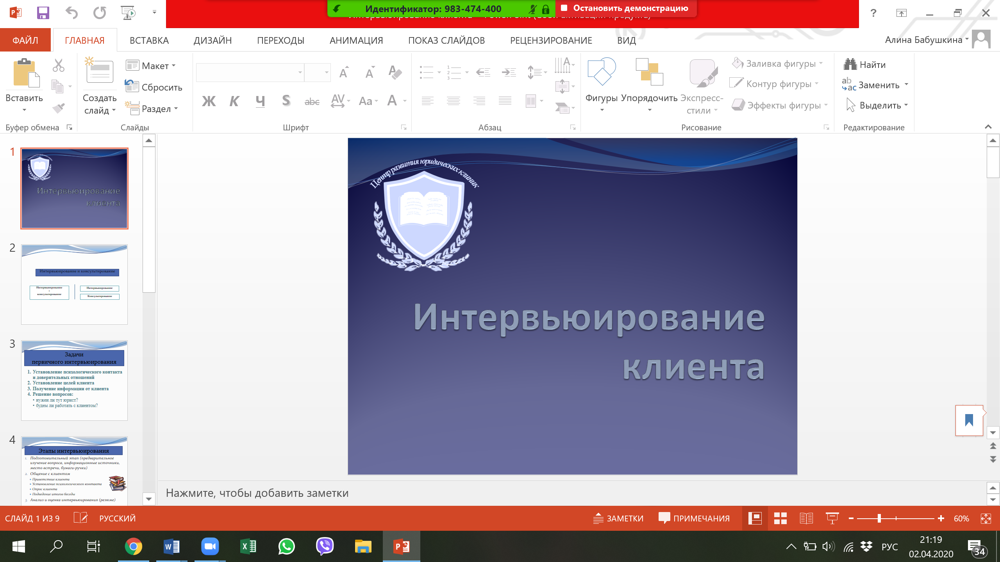 Идентификатор: 983-474-400
Остановить демонстрацию
?
ФАЙЛ
ГЛАВНАЯ
ВСТАВКА
ДИЗАЙН
ПЕРЕХОДЫ
АНИМАЦИЯ
ПОКАЗ СЛАЙДОВ
РЕЦЕНЗИРОВАНИЕ
ВИД
Алина Бабушкина
Вставить
Буфер обмена
Создать
слайд
Макет
Сбросить
Раздел
Слайды
Ж К Ч S abc AV Aa A
Шрифт
Абзац
Фигуры
Упорядочить
Экспресс-
стили
Заливка фигуры
Контур фигуры
Эффекты фигуры
Рисование
Найти
Заменить
Выделить
Редактирование
1
Интервьюирование
клиента
2
Интервьюирование и консультирование
Интервьюирование
+
консультирование
Интервьюирование
Консультирование
3
Задачи
первичного интервьюирования
1. Установление психологического контакта
и доверительных отношений
2. Установление целей клиента
3. Получение информации от клиента
4. Решение вопросов:
• нужен ли тут юрист?
• будем ли работать с клиентом?
4
Этапы интервьюирования
1. Подготовительный этап (предварительное
изучение вопроса, информационные источники,
место встречи, бумаги-ручки)
2. Общение с клиентом
• Приветствие клиента
• Установление психологического контакта
• Опрос клиента
• Подведение итогов беседы
3. Анализ и оценка интервьюирования (резюме)
Центр развития юридических клиник
Интервьюирование
клиента
Нажмите, чтобы добавить заметки
СЛАЙД 1 ИЗ 9
РУССКИЙ
ЗАМЕТКИ
ПРИМЕЧАНИЯ
60%
РУС
21:19
02.04.2020
34